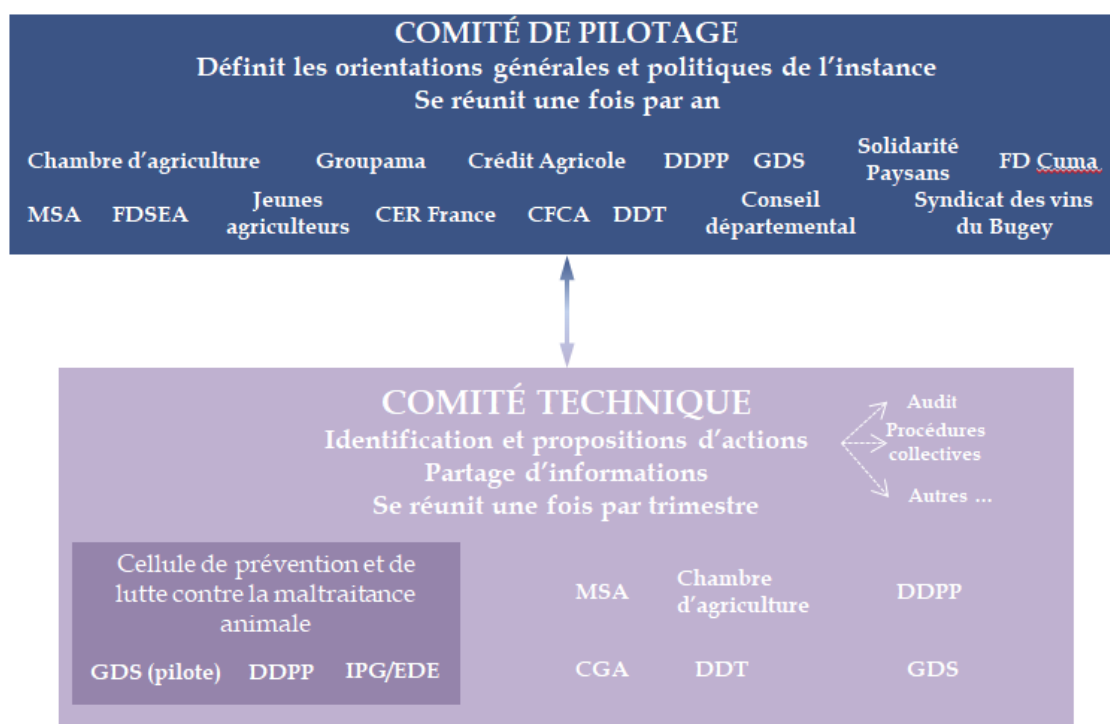 COMITÉ DE PILOTAGE
Définit les orientations générales et politiques de l'instance
Se réunit une fois par an
Chambre d'agriculture Groupama Crédit Agricole DDPP GDS Solidarité Paysans FD Cuma
MSA FDSEA Jeunes agriculteurs CER France CFCA DDT Conseil départemental Syndicat des vins du Bugey
COMITÉ TECHNIQUE
Identification et propositions d'actions
Partage d'informations
Se réunit une fois par trimestre
Audit
Procédures
collectives
Autres ...
Cellule de prévention et de
lutte contre la maltraitance
animale
GDS (pilote) DDPP IPG/EDE
MSA Chambre d'agriculture DDPP
CGA DDT GDS